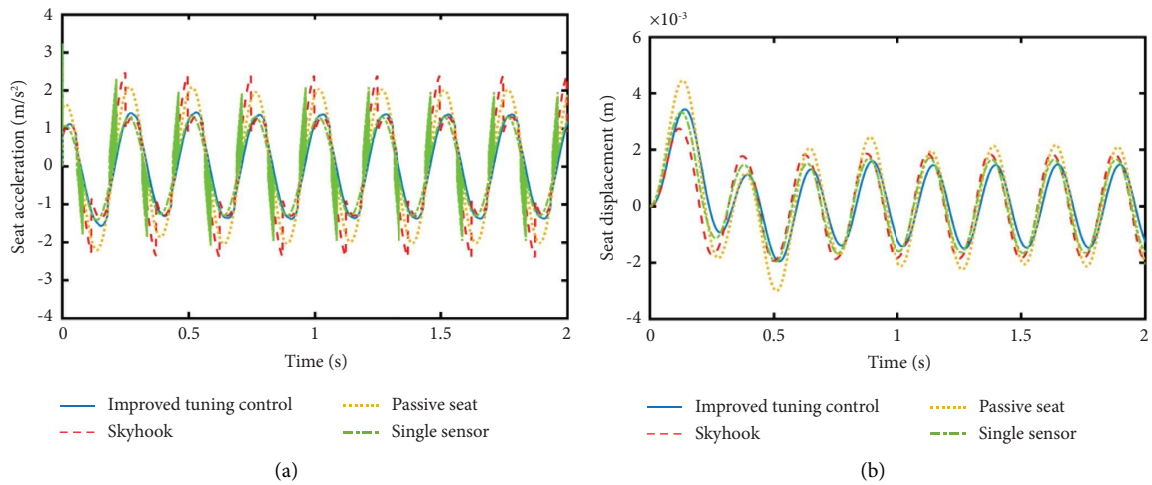 4
3
2
1
0
-1
-2
-3
-4
Seat acceleration (m/s²)
0
0.5
1
1.5
2
Time (s)
Improved tuning control
Skyhook
Passive seat
Single sensor
(a)
×10⁻³
6
4
2
0
-2
-4
Seat displacement (m)
0
0.5
1
1.5
2
Time (s)
Improved tuning control
Skyhook
Passive seat
Single sensor
(b)